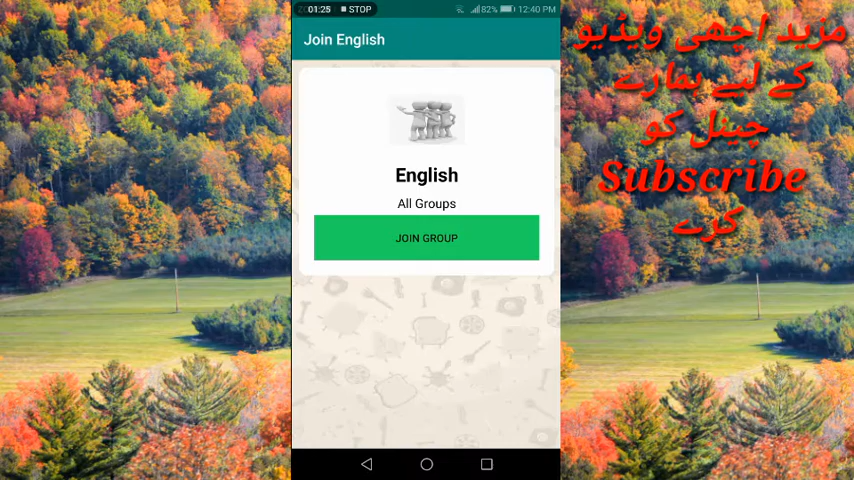 01:25 STOP 82% 12:40 PM
Join English
English
All Groups
JOIN GROUP
مزید اچھی ویڈیو
کے لیے ہمارے
چینل کو
Subscribe
کرے